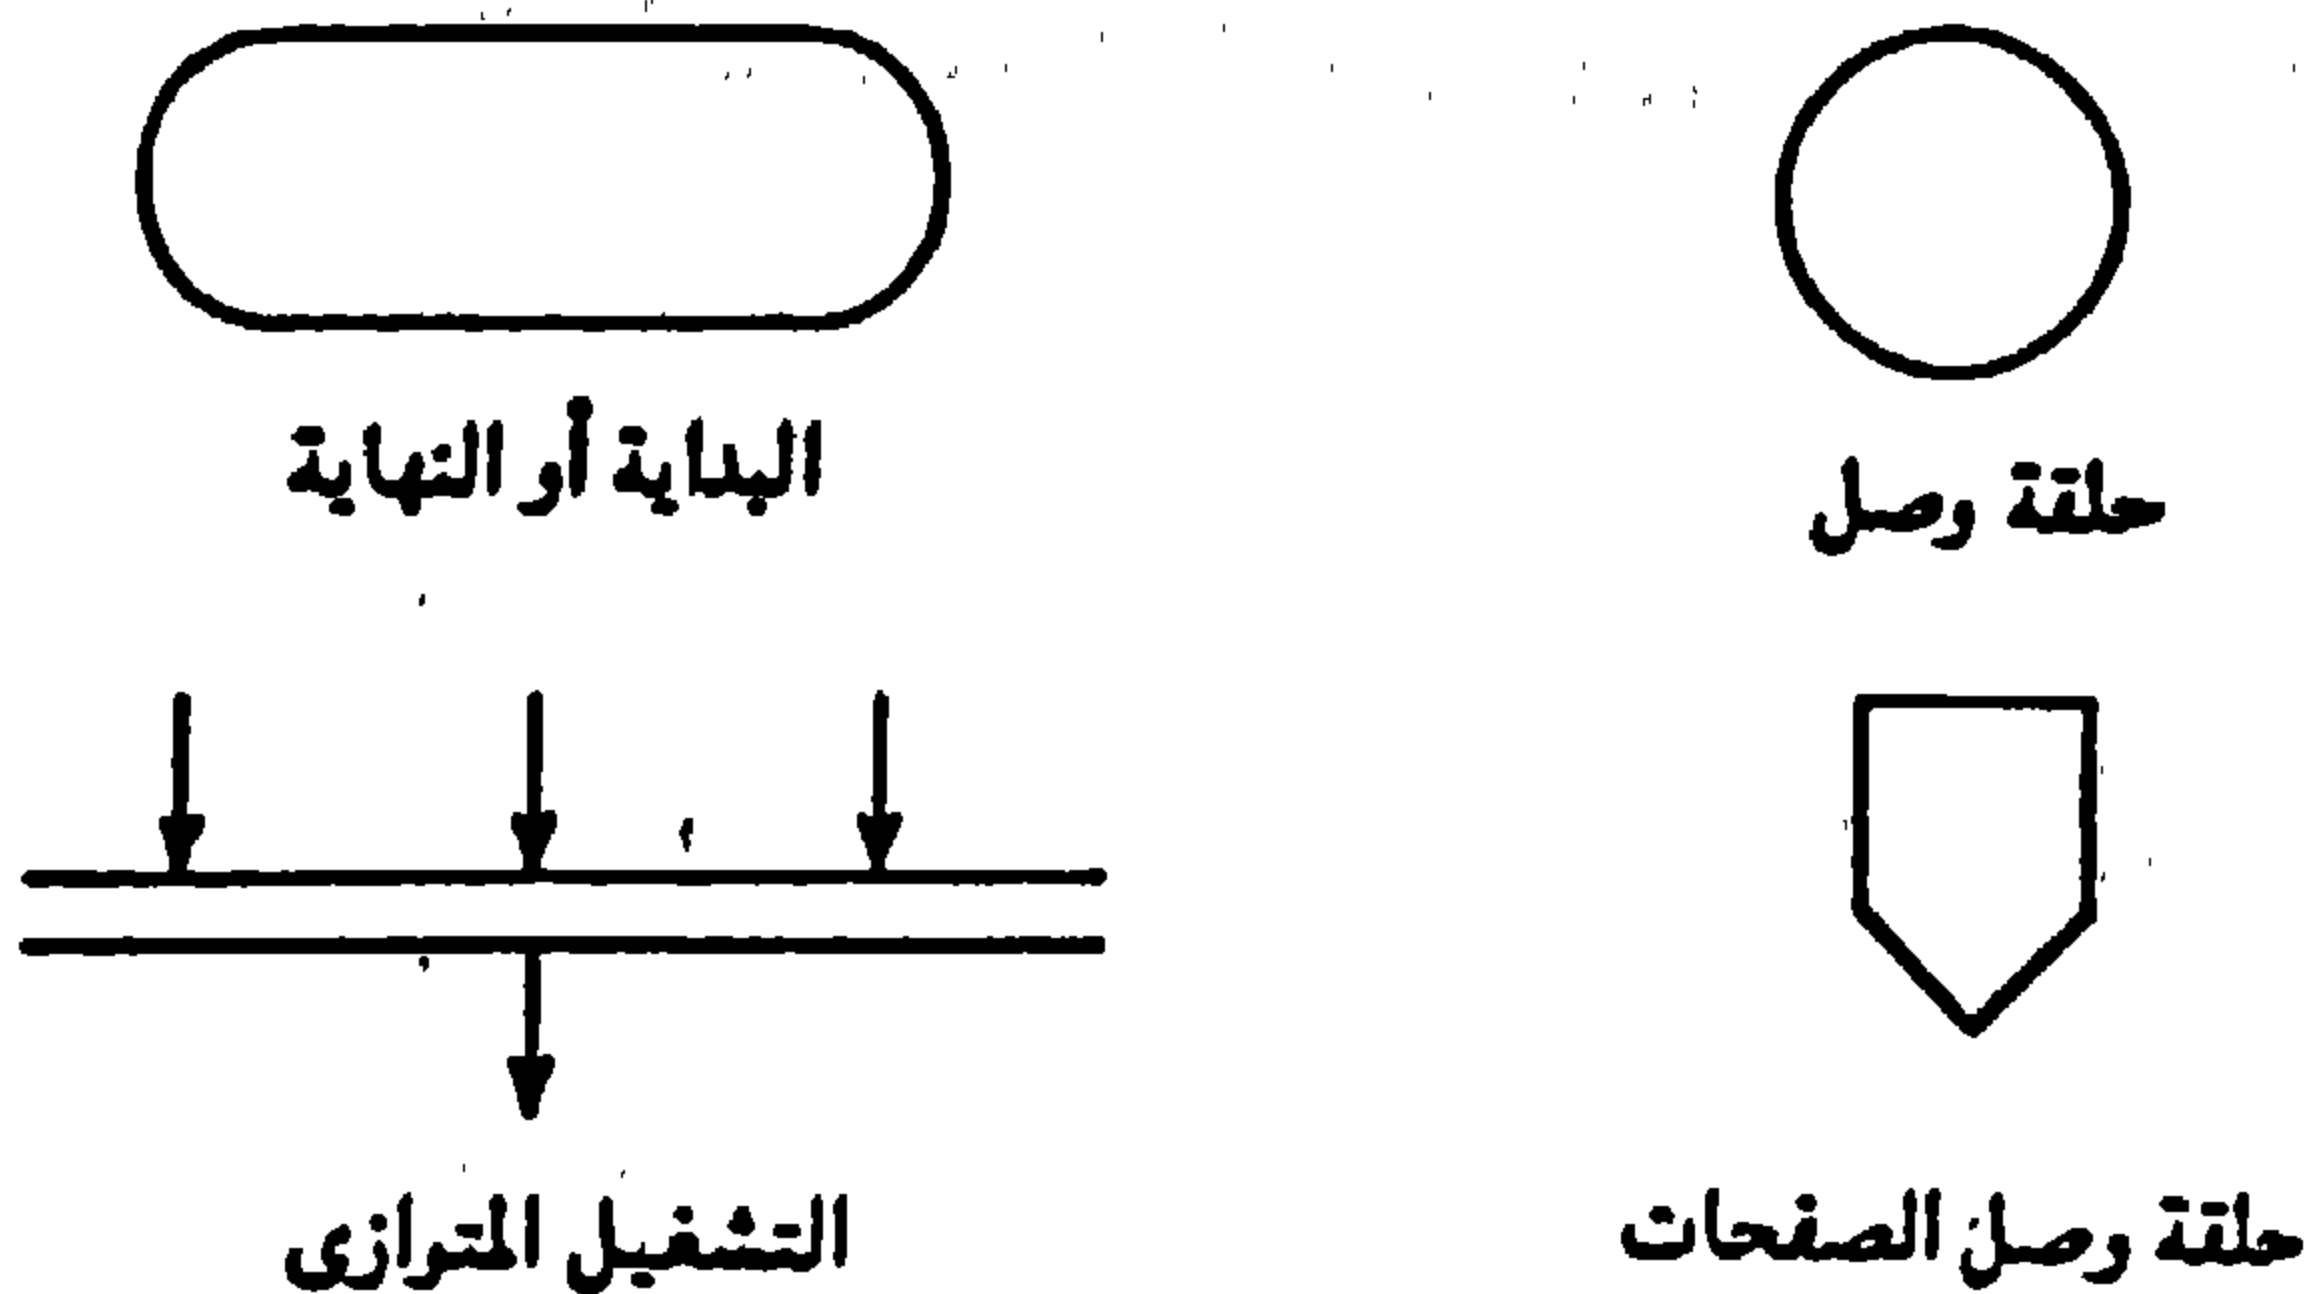 حلقة وصل
البداية أو النهاية
حلقة وصل الصفحات
التشغيل المتوازى